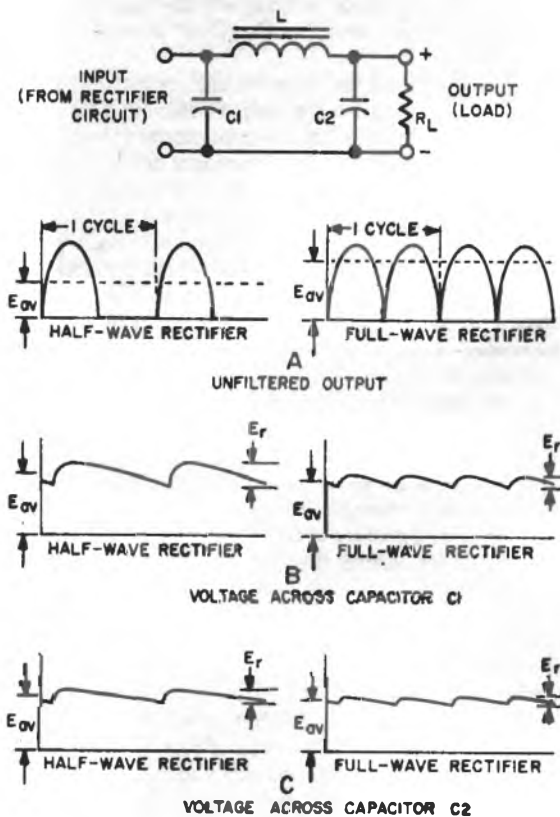 L
INPUT
(FROM RECTIFIER
CIRCUIT)
C1
C2
+
R_L
-
OUTPUT
(LOAD)
1 CYCLE
E_av
HALF-WAVE RECTIFIER
1 CYCLE
E_av
FULL-WAVE RECTIFIER
A
UNFILTERED OUTPUT
E_r
E_av
HALF-WAVE RECTIFIER
E_r
E_av
FULL-WAVE RECTIFIER
B
VOLTAGE ACROSS CAPACITOR C1
E_r
E_av
HALF-WAVE RECTIFIER
E_r
E_av
FULL-WAVE RECTIFIER
C
VOLTAGE ACROSS CAPACITOR C2